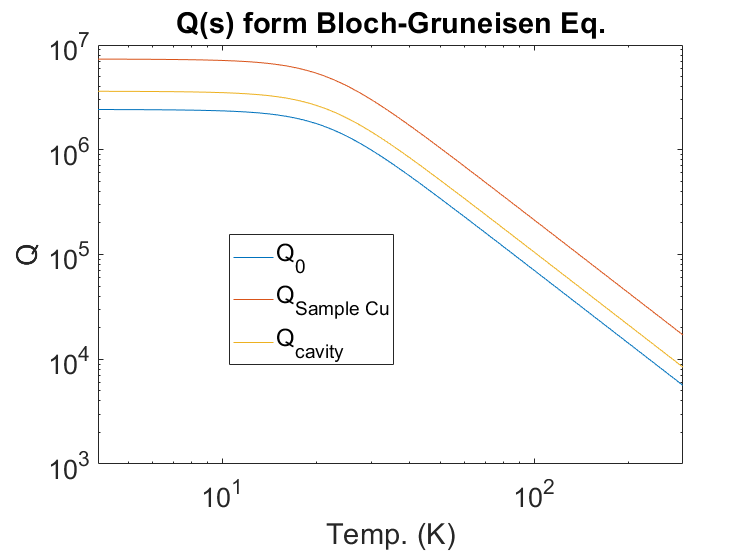 Q(s) form Bloch-Gruneisen Eq.
10^7
10^6
10^5
10^4
10^3
Q
Q_0
Q_Sample Cu
Q_cavity
10^1
10^2
Temp. (K)